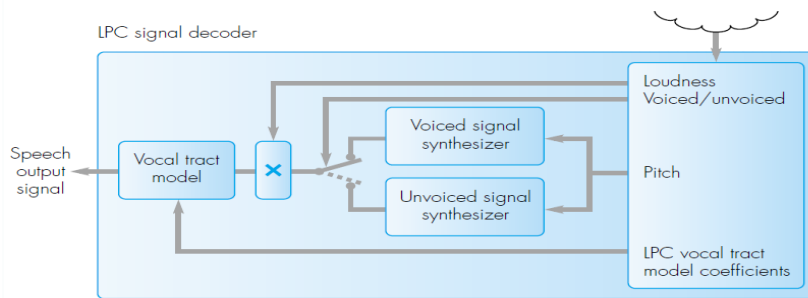 LPC signal decoder
Loudness
Voiced/unvoiced
Voiced signal
synthesizer
Speech
output
signal
Vocal tract
model
×
Pitch
Unvoiced signal
synthesizer
LPC vocal tract
model coefficients